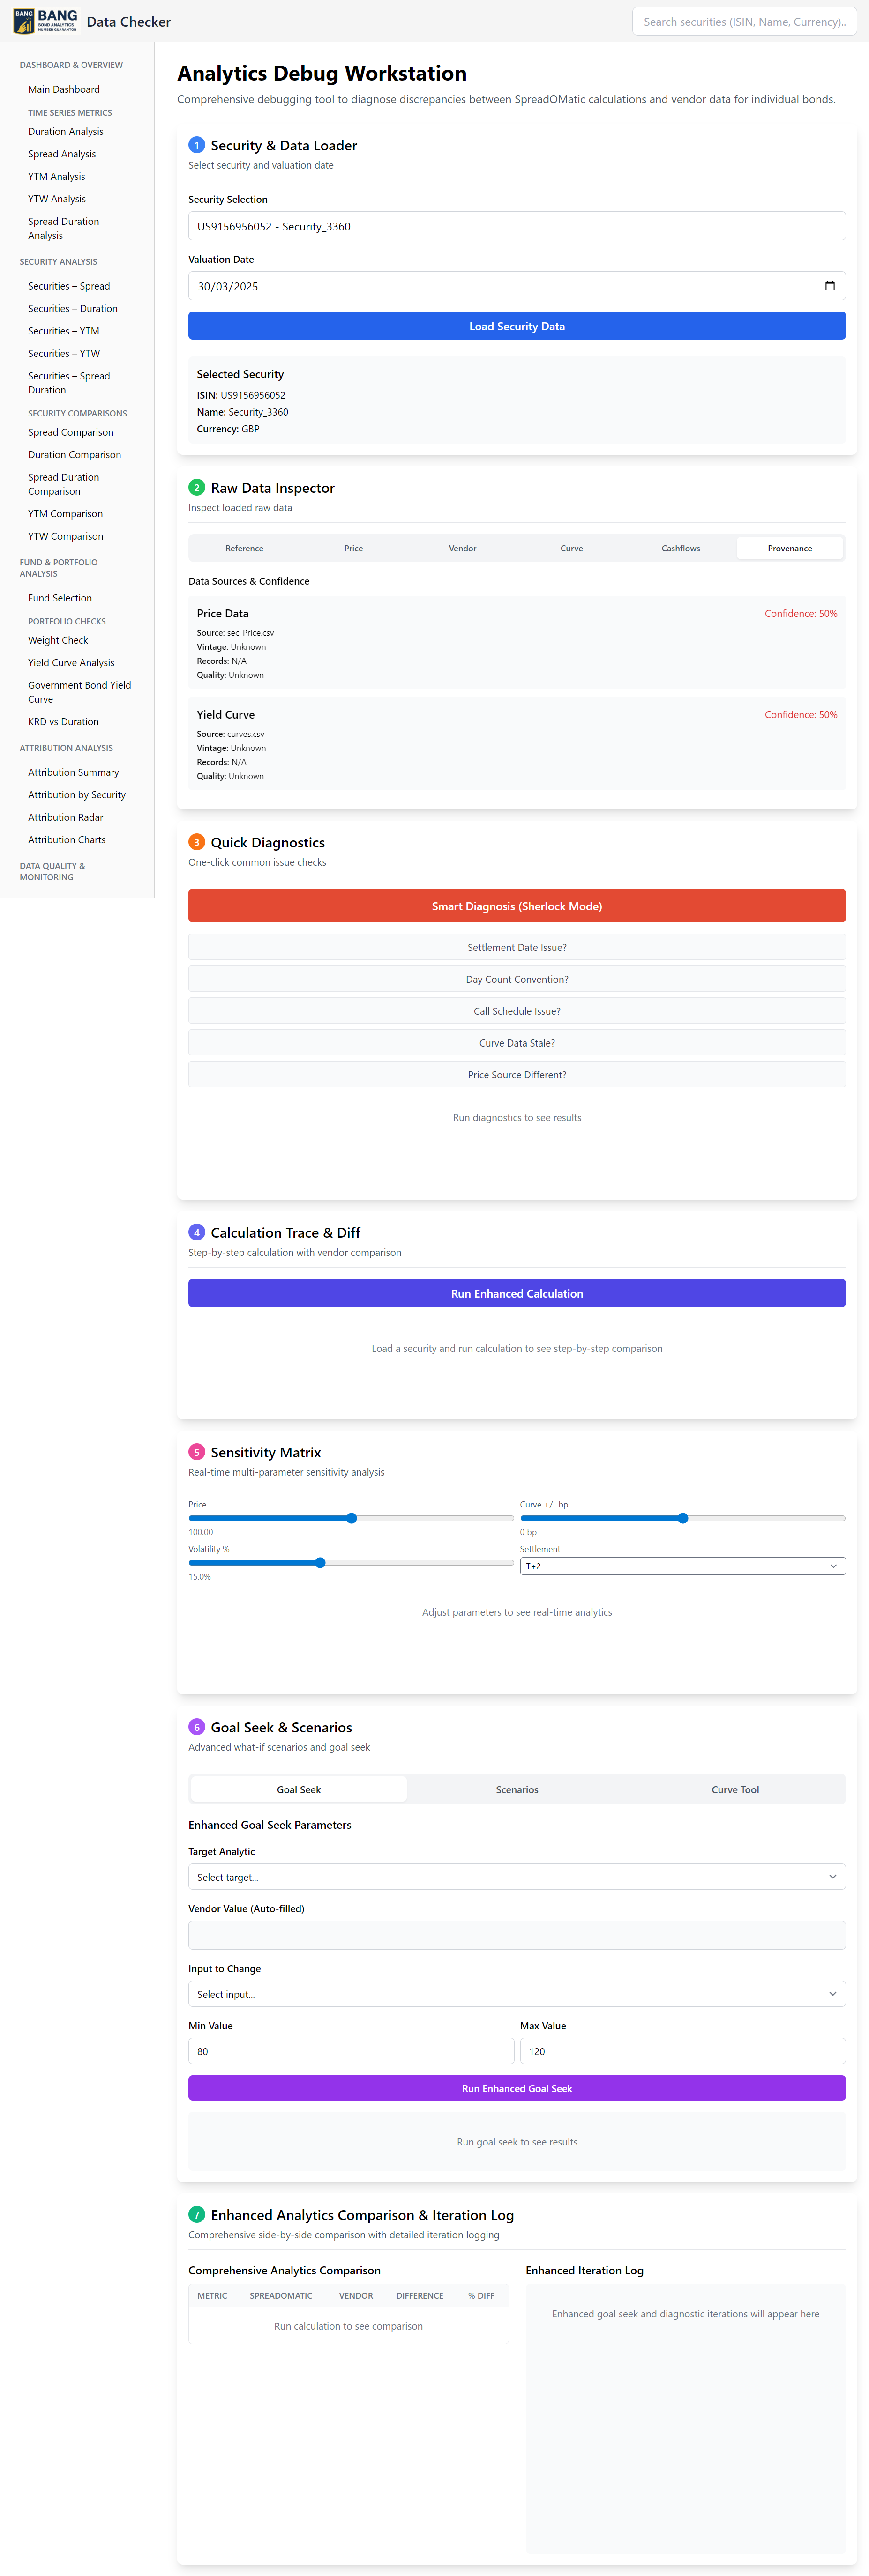 BANG
BANG
BOND ANALYTICS
NUMBER GUARANTOR
Data Checker
Search securities (ISIN, Name, Currency)..
DASHBOARD & OVERVIEW
Main Dashboard
TIME SERIES METRICS
Duration Analysis
Spread Analysis
YTM Analysis
YTW Analysis
Spread Duration
Analysis
SECURITY ANALYSIS
Securities – Spread
Securities – Duration
Securities – YTM
Securities – YTW
Securities – Spread
Duration
SECURITY COMPARISONS
Spread Comparison
Duration Comparison
Spread Duration
Comparison
YTM Comparison
YTW Comparison
FUND & PORTFOLIO
ANALYSIS
Fund Selection
PORTFOLIO CHECKS
Weight Check
Yield Curve Analysis
Government Bond Yield
Curve
KRD vs Duration
ATTRIBUTION ANALYSIS
Attribution Summary
Attribution by Security
Attribution Radar
Attribution Charts
DATA QUALITY &
MONITORING
Analytics Debug Workstation
Comprehensive debugging tool to diagnose discrepancies between SpreadOMatic calculations and vendor data for individual bonds.
1 Security & Data Loader
Select security and valuation date
Security Selection
US9156956052 - Security_3360
Valuation Date
30/03/2025
Load Security Data
Selected Security
ISIN: US9156956052
Name: Security_3360
Currency: GBP
2 Raw Data Inspector
Inspect loaded raw data
Reference Price Vendor Curve Cashflows Provenance
Data Sources & Confidence
Price Data Confidence: 50%
Source: sec_Price.csv
Vintage: Unknown
Records: N/A
Quality: Unknown
Yield Curve Confidence: 50%
Source: curves.csv
Vintage: Unknown
Records: N/A
Quality: Unknown
3 Quick Diagnostics
One-click common issue checks
Smart Diagnosis (Sherlock Mode)
Settlement Date Issue?
Day Count Convention?
Call Schedule Issue?
Curve Data Stale?
Price Source Different?
Run diagnostics to see results
4 Calculation Trace & Diff
Step-by-step calculation with vendor comparison
Run Enhanced Calculation
Load a security and run calculation to see step-by-step comparison
5 Sensitivity Matrix
Real-time multi-parameter sensitivity analysis
Price Curve +/- bp
100.00 0 bp
Volatility % Settlement
T+2
15.0%
Adjust parameters to see real-time analytics
6 Goal Seek & Scenarios
Advanced what-if scenarios and goal seek
Goal Seek Scenarios Curve Tool
Enhanced Goal Seek Parameters
Target Analytic
Select target...
Vendor Value (Auto-filled)
Input to Change
Select input...
Min Value Max Value
80 120
Run Enhanced Goal Seek
Run goal seek to see results
7 Enhanced Analytics Comparison & Iteration Log
Comprehensive side-by-side comparison with detailed iteration logging
Comprehensive Analytics Comparison
METRIC SPREADOMATIC VENDOR DIFFERENCE % DIFF
Run calculation to see comparison
Enhanced Iteration Log
Enhanced goal seek and diagnostic iterations will appear here